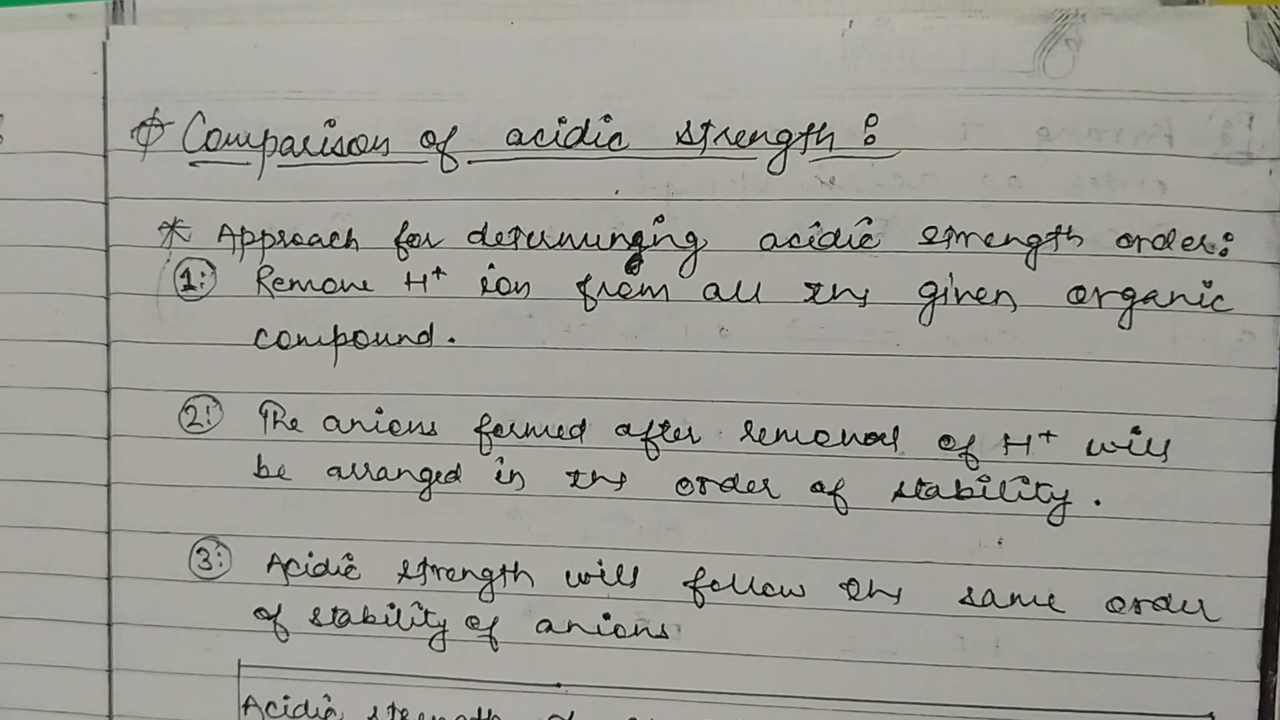 Comparison of acidic strength :
* Approach for determining acidic strength order:
1: Remove H+ ion from all the given organic
compound.
2: The anions formed after removal of H+ will
be arranged in the order of stability.
3: Acidic strength will follow the same order
of stability of anions
Acidic strength